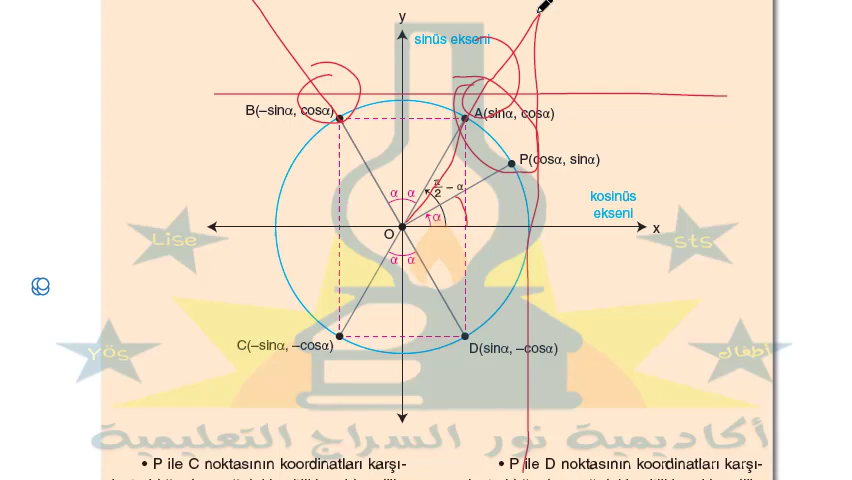 y
sinüs ekseni
B(–sinα, cosα)
A(sinα, cosα)
P(cosα, sinα)
α α
π/2 – α
kosinüs
ekseni
α
O
x
Lise
sts
α α
C(–sinα, –cosα)
D(sinα, –cosα)
Yös
أطفال
أكاديمية نور السراج التعليمية
• P ile C noktasının koordinatları karşı-
• P ile D noktasının koordinatları karşı-